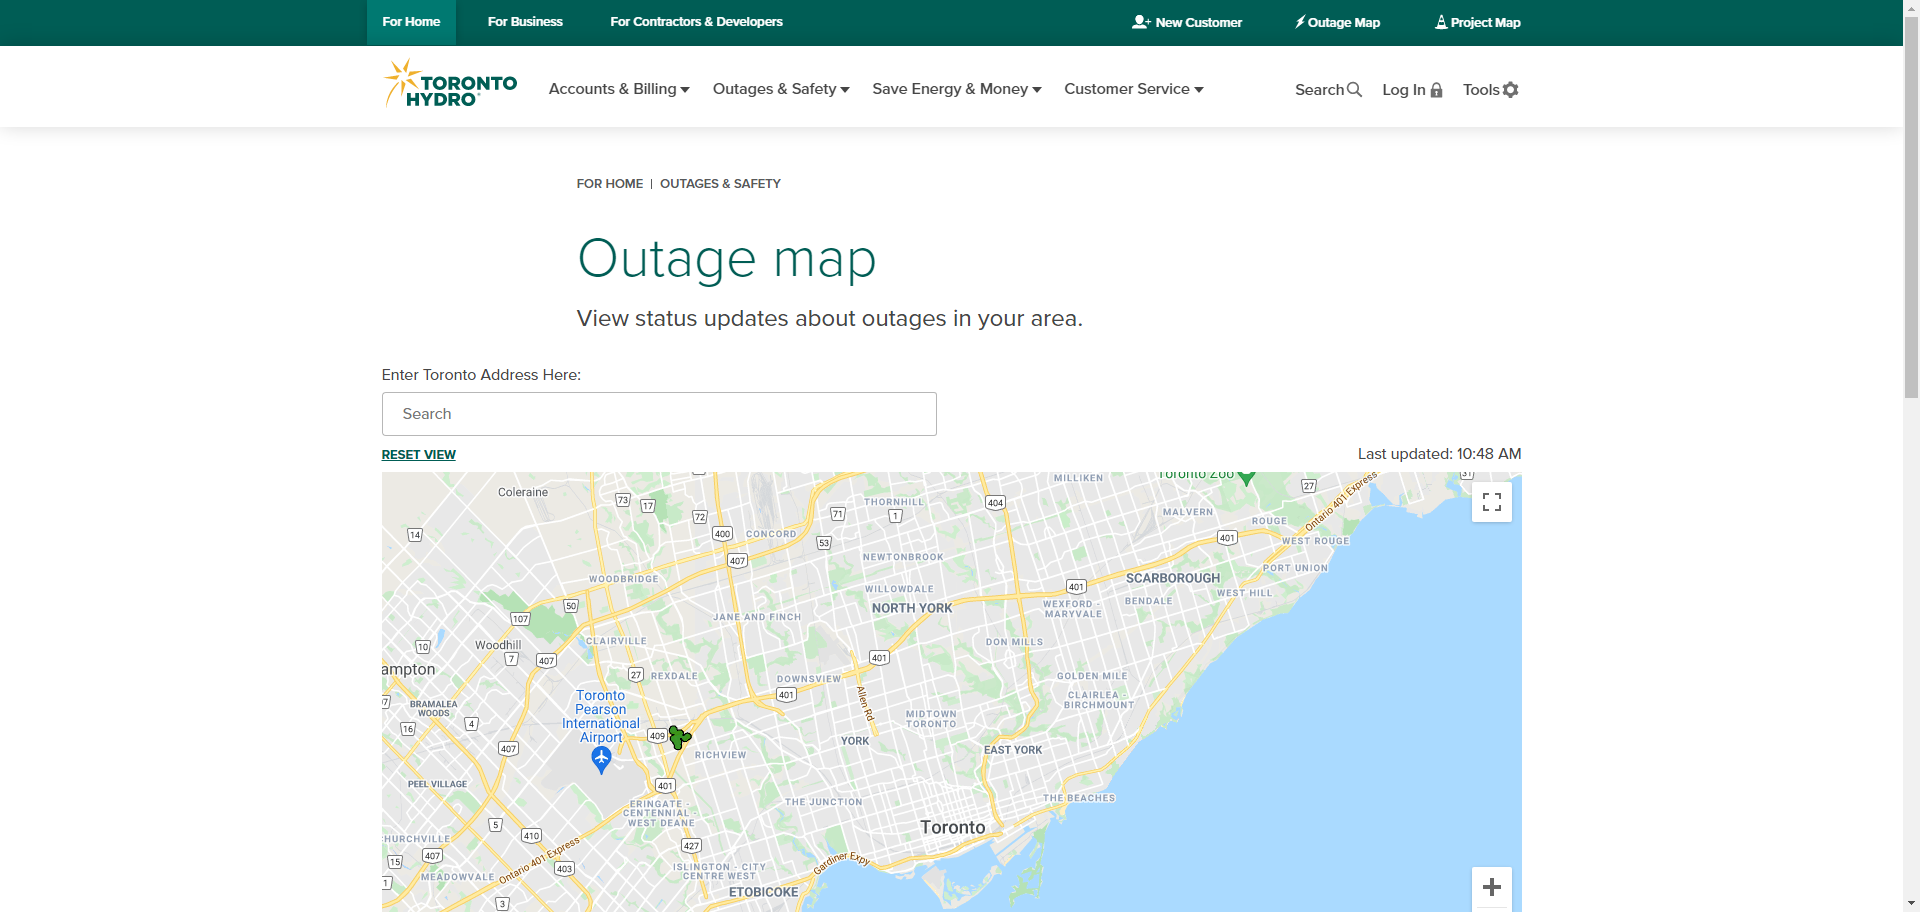 For Home
For Business
For Contractors & Developers
New Customer
Outage Map
Project Map
TORONTO
HYDRO
Accounts & Billing
Outages & Safety
Save Energy & Money
Customer Service
Search
Log In
Tools
FOR HOME | OUTAGES & SAFETY
Outage map
View status updates about outages in your area.
Enter Toronto Address Here:
Search
RESET VIEW
Last updated: 10:48 AM
Toronto Zoo
MILLIKEN
27
31
Ontario 401 Express
Coleraine
73
17
THORNHILL
404
72
71
1
MALVERN
ROUGE
14
400
CONCORD
53
401
WEST ROUGE
407
NEWTONBROOK
PORT UNION
WOODBRIDGE
WILLOWDALE
401
SCARBOROUGH
50
NORTH YORK
WEXFORD -
MARYVALE
BENDALE
WEST HILL
107
JANE AND FINCH
10
Woodhill
CLAIRVILLE
DON MILLS
7
407
401
ampton
27
REXDALE
DOWNSVIEW
GOLDEN MILE
401
Toronto
Pearson
International
Airport
Allen Rd
CLAIRLEA -
BIRCHMOUNT
BRAMALEA
WOODS
4
MIDTOWN
TORONTO
16
409
407
YORK
EAST YORK
RICHVIEW
PEEL VILLAGE
401
ERINGATE -
CENTENNIAL -
WEST DEANE
THE JUNCTION
THE BEACHES
5
410
Toronto
CHURCHVILLE
427
15
407
Ontario 401 Express
403
ISLINGTON - CITY
CENTRE WEST
Gardiner Expy
MEADOWVALE
1
ETOBICOKE
3